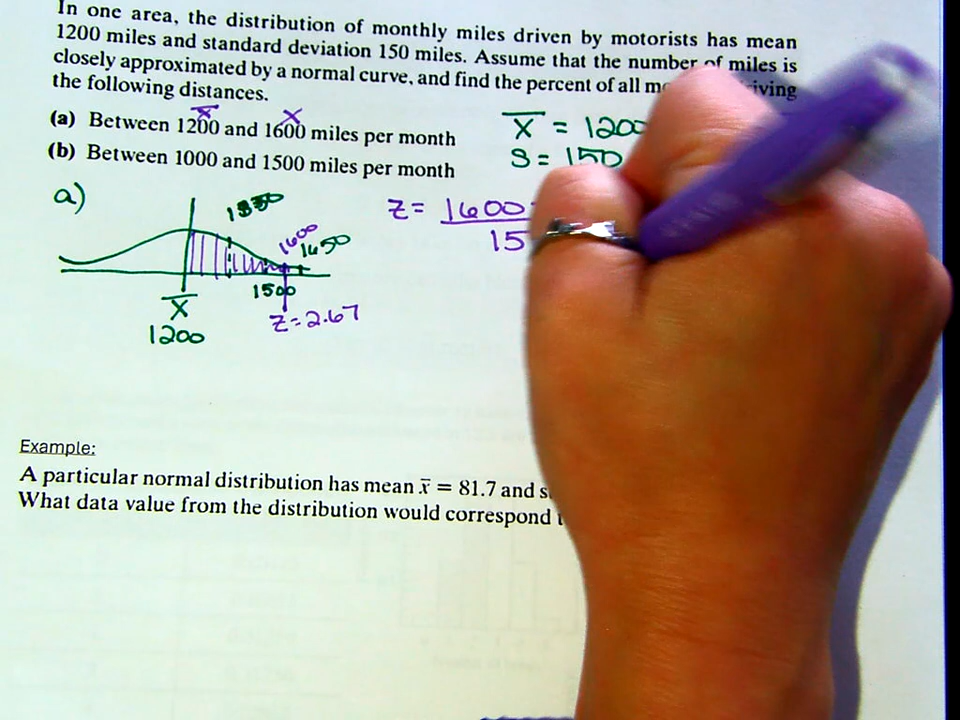 In one area, the distribution of monthly miles driven by motorists has mean
1200 miles and standard deviation 150 miles. Assume that the number of miles is
closely approximated by a normal curve, and find the percent of all driving
the following distances.
x̅ x
(a) Between 1200 and 1600 miles per month
(b) Between 1000 and 1500 miles per month
x̅ = 1200
s = 150
a)
1350
1600
1650
1500
x̅
1200
z = 2.67
z = 1600
15
Example:
A particular normal distribution has mean x̅ = 81.7 and
What data value from the distribution would correspond